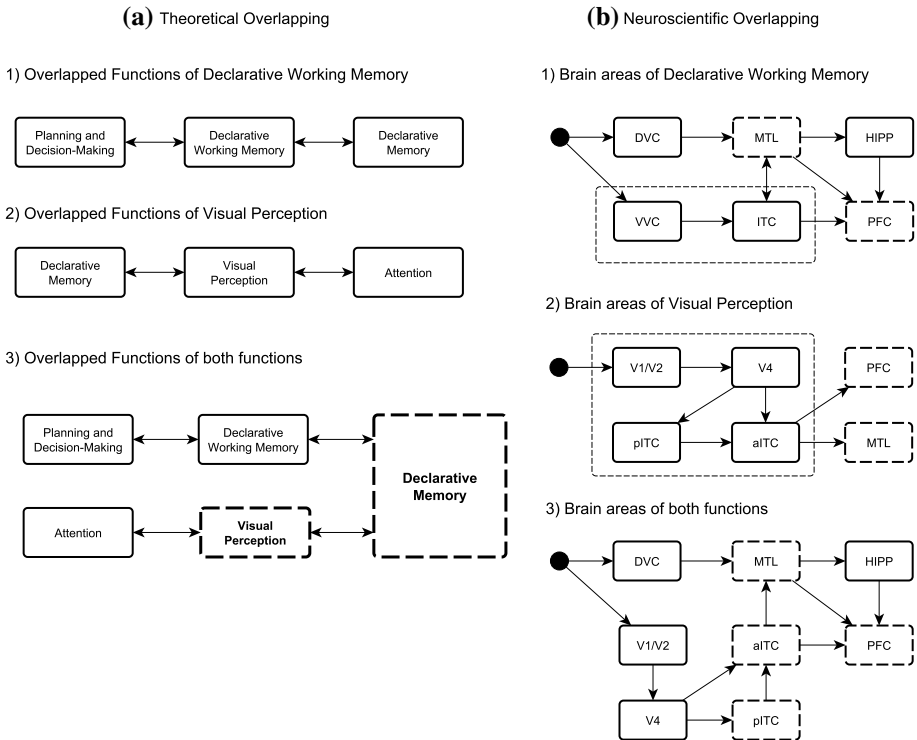 (a) Theoretical Overlapping
1) Overlapped Functions of Declarative Working Memory
Planning and
Decision-Making
Declarative
Working Memory
Declarative
Memory
2) Overlapped Functions of Visual Perception
Declarative
Memory
Visual
Perception
Attention
3) Overlapped Functions of both functions
Planning and
Decision-Making
Declarative
Working Memory
Declarative
Memory
Attention
Visual
Perception
(b) Neuroscientific Overlapping
1) Brain areas of Declarative Working Memory
DVC
MTL
HIPP
VVC
ITC
PFC
2) Brain areas of Visual Perception
V1/V2
V4
PFC
pITC
aITC
MTL
3) Brain areas of both functions
DVC
MTL
HIPP
V1/V2
aITC
PFC
V4
pITC